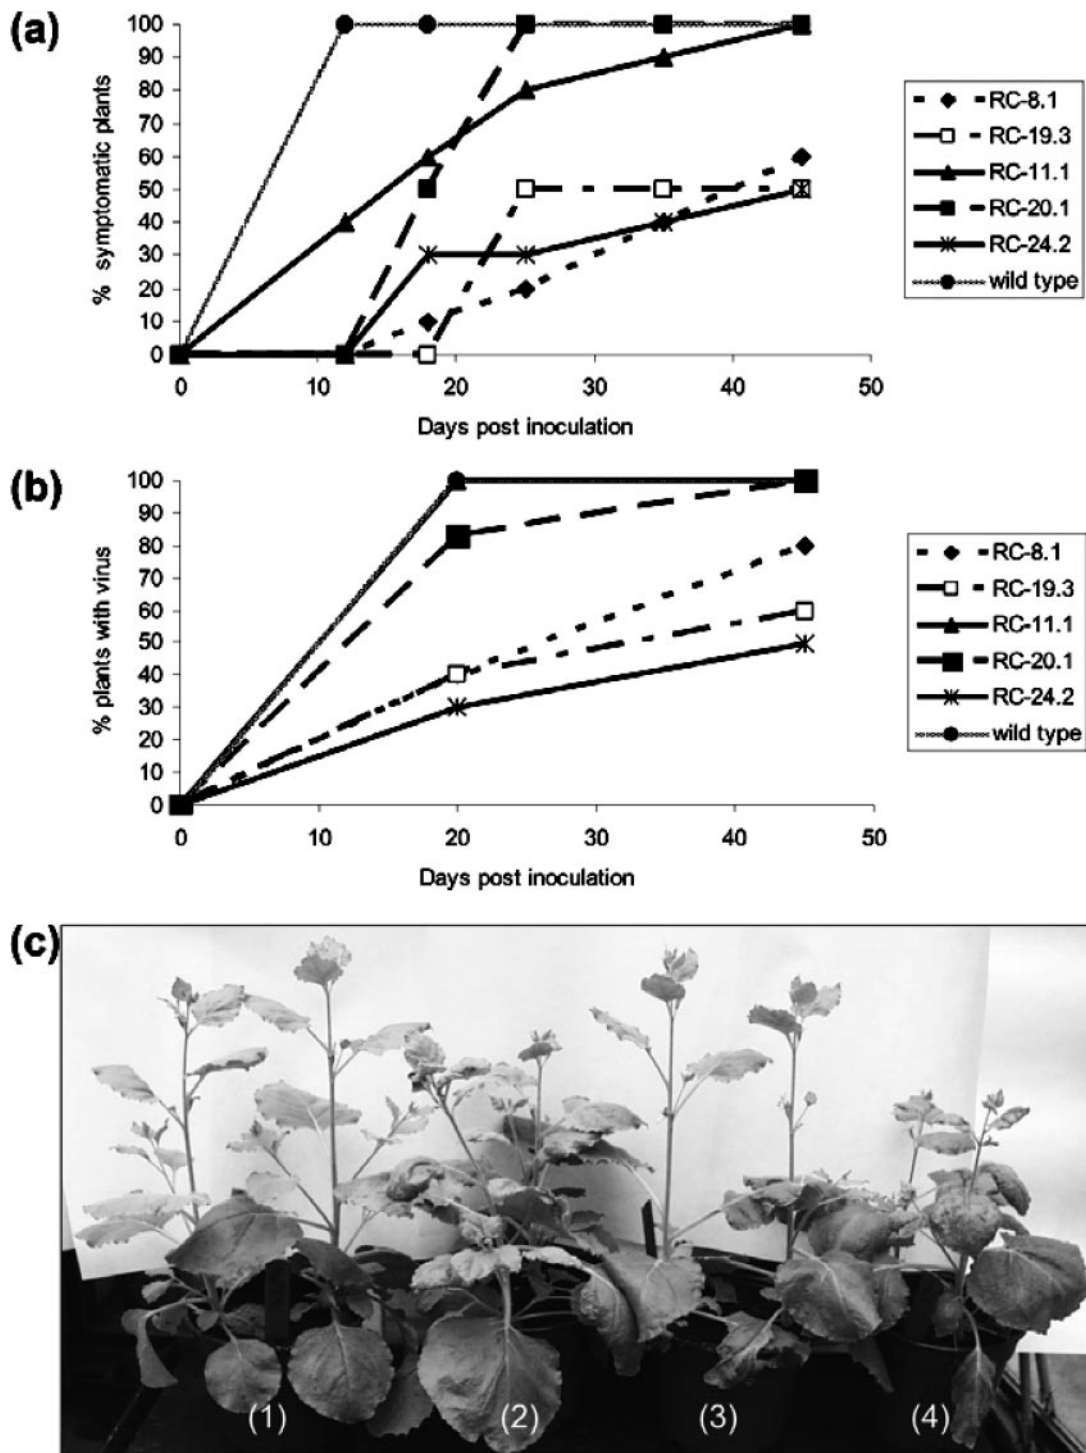 (a)
% symptomatic plants
100
90
80
70
60
50
40
30
20
10
0
0 10 20 30 40 50
Days post inoculation
RC-8.1
RC-19.3
RC-11.1
RC-20.1
RC-24.2
wild type
(b)
% plants with virus
100
90
80
70
60
50
40
30
20
10
0
0 10 20 30 40 50
Days post inoculation
RC-8.1
RC-19.3
RC-11.1
RC-20.1
RC-24.2
wild type
(c)
(1) (2) (3) (4)